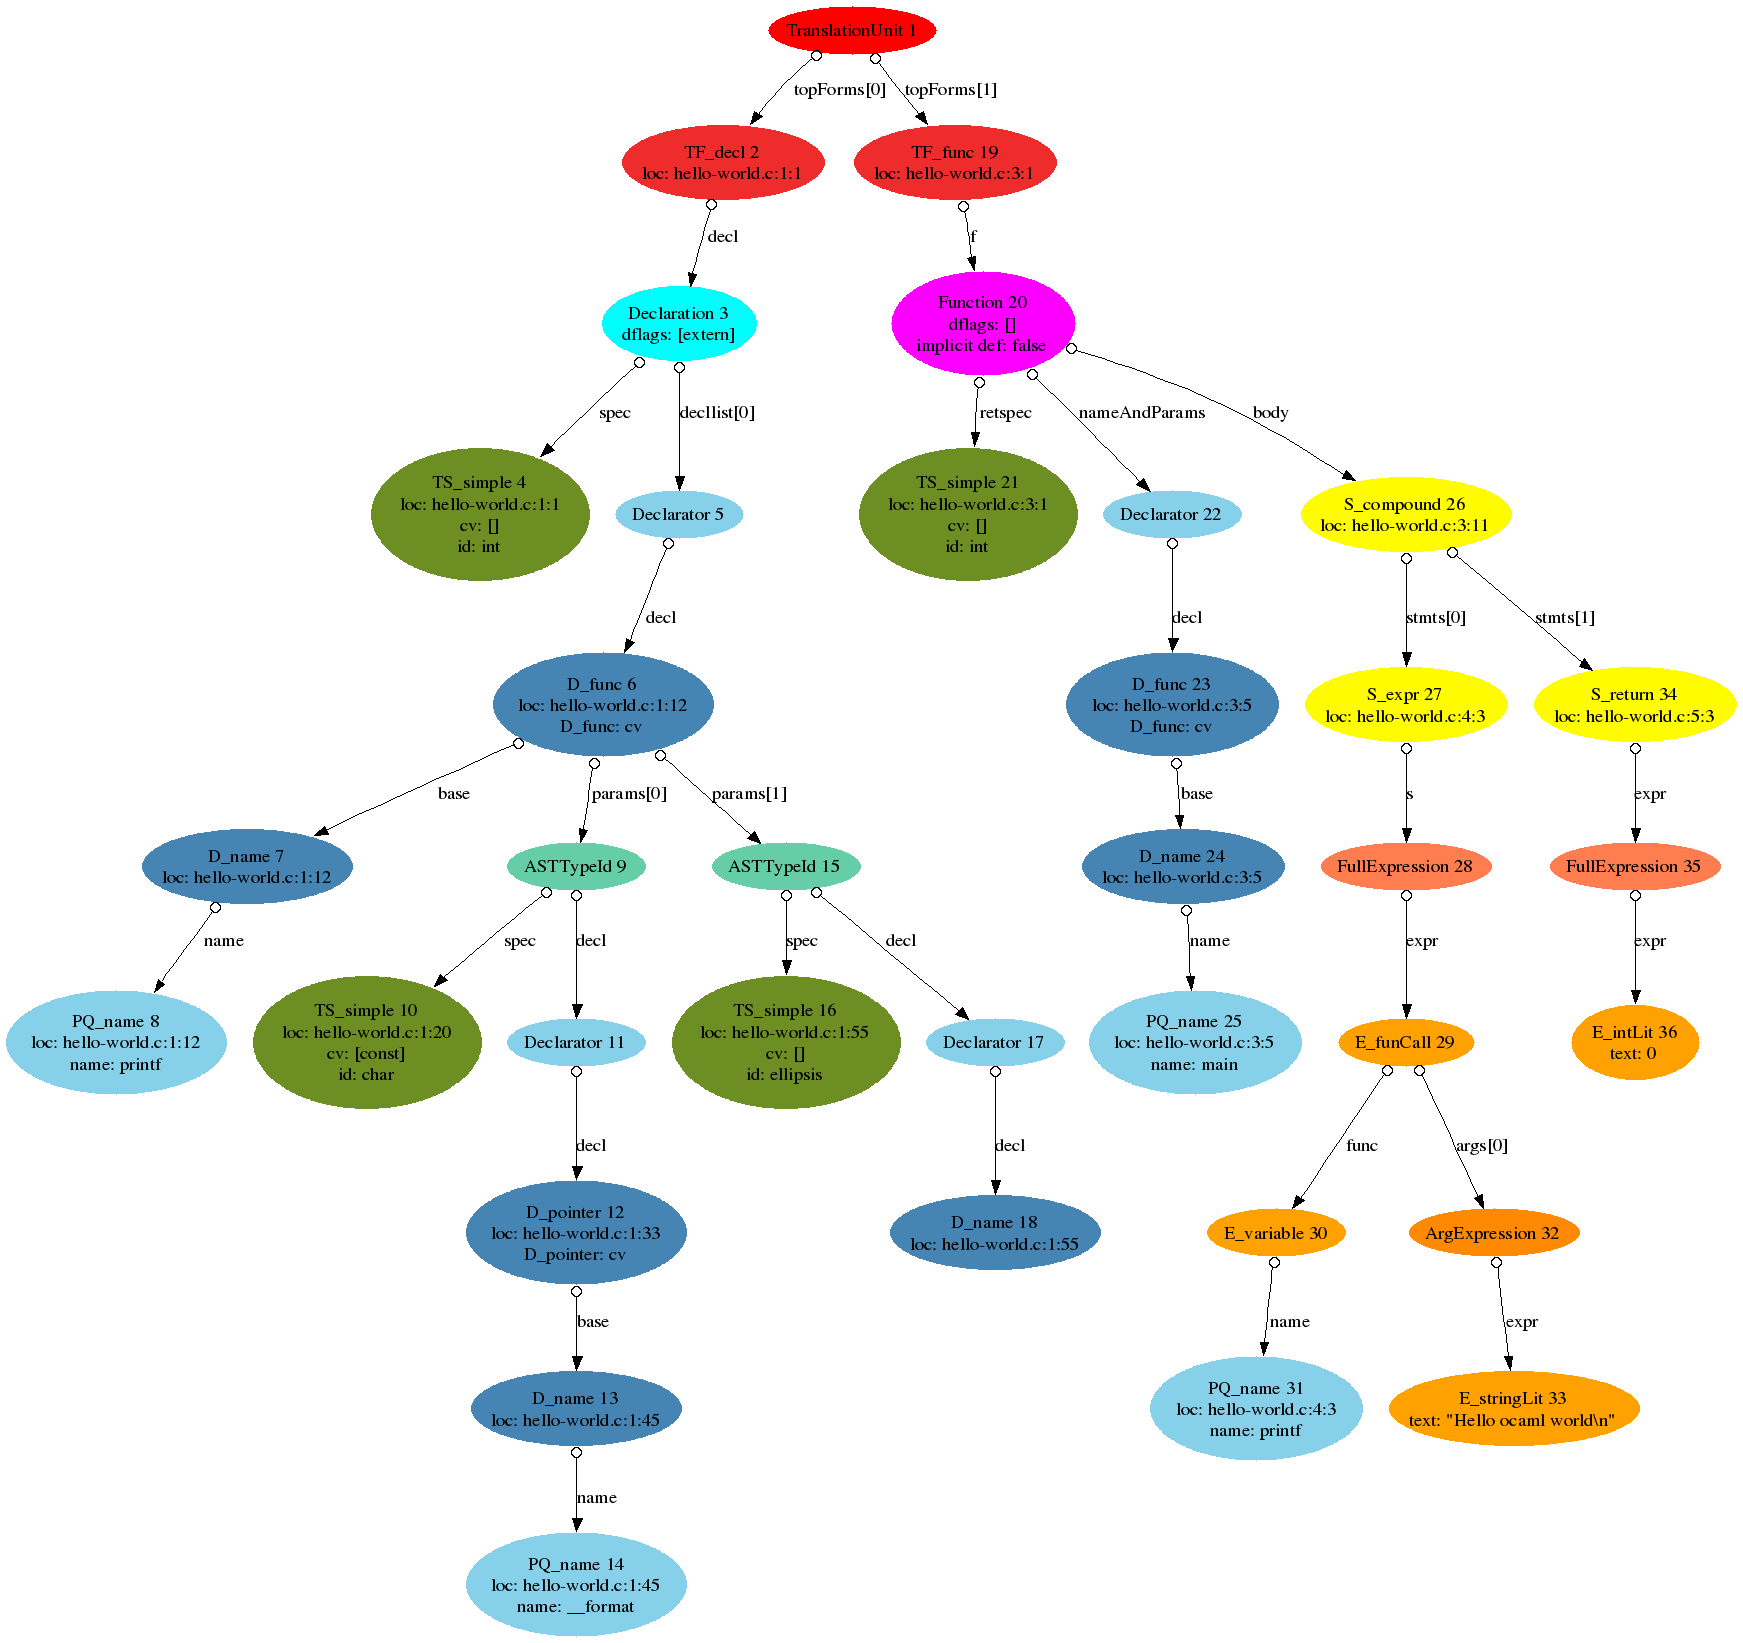 TranslationUnit 1
topForms[0]
topForms[1]
TF_decl 2
loc: hello-world.c:1:1
TF_func 19
loc: hello-world.c:3:1
decl
f
Declaration 3
dflags: [extern]
Function 20
dflags: []
implicit def: false
spec
decllist[0]
retspec
nameAndParams
body
TS_simple 4
loc: hello-world.c:1:1
cv: []
id: int
Declarator 5
TS_simple 21
loc: hello-world.c:3:1
cv: []
id: int
Declarator 22
S_compound 26
loc: hello-world.c:3:11
decl
decl
stmts[0]
stmts[1]
D_func 6
loc: hello-world.c:1:12
D_func: cv
D_func 23
loc: hello-world.c:3:5
D_func: cv
S_expr 27
loc: hello-world.c:4:3
S_return 34
loc: hello-world.c:5:3
base
params[0]
params[1]
base
s
expr
D_name 7
loc: hello-world.c:1:12
ASTTypeId 9
ASTTypeId 15
D_name 24
loc: hello-world.c:3:5
FullExpression 28
FullExpression 35
name
spec
decl
spec
decl
name
expr
expr
PQ_name 8
loc: hello-world.c:1:12
name: printf
TS_simple 10
loc: hello-world.c:1:20
cv: [const]
id: char
Declarator 11
TS_simple 16
loc: hello-world.c:1:55
cv: []
id: ellipsis
Declarator 17
PQ_name 25
loc: hello-world.c:3:5
name: main
E_funCall 29
E_intLit 36
text: 0
decl
decl
func
args[0]
D_pointer 12
loc: hello-world.c:1:33
D_pointer: cv
D_name 18
loc: hello-world.c:1:55
E_variable 30
ArgExpression 32
base
name
expr
D_name 13
loc: hello-world.c:1:45
PQ_name 31
loc: hello-world.c:4:3
name: printf
E_stringLit 33
text: "Hello ocaml world\n"
name
PQ_name 14
loc: hello-world.c:1:45
name: __format